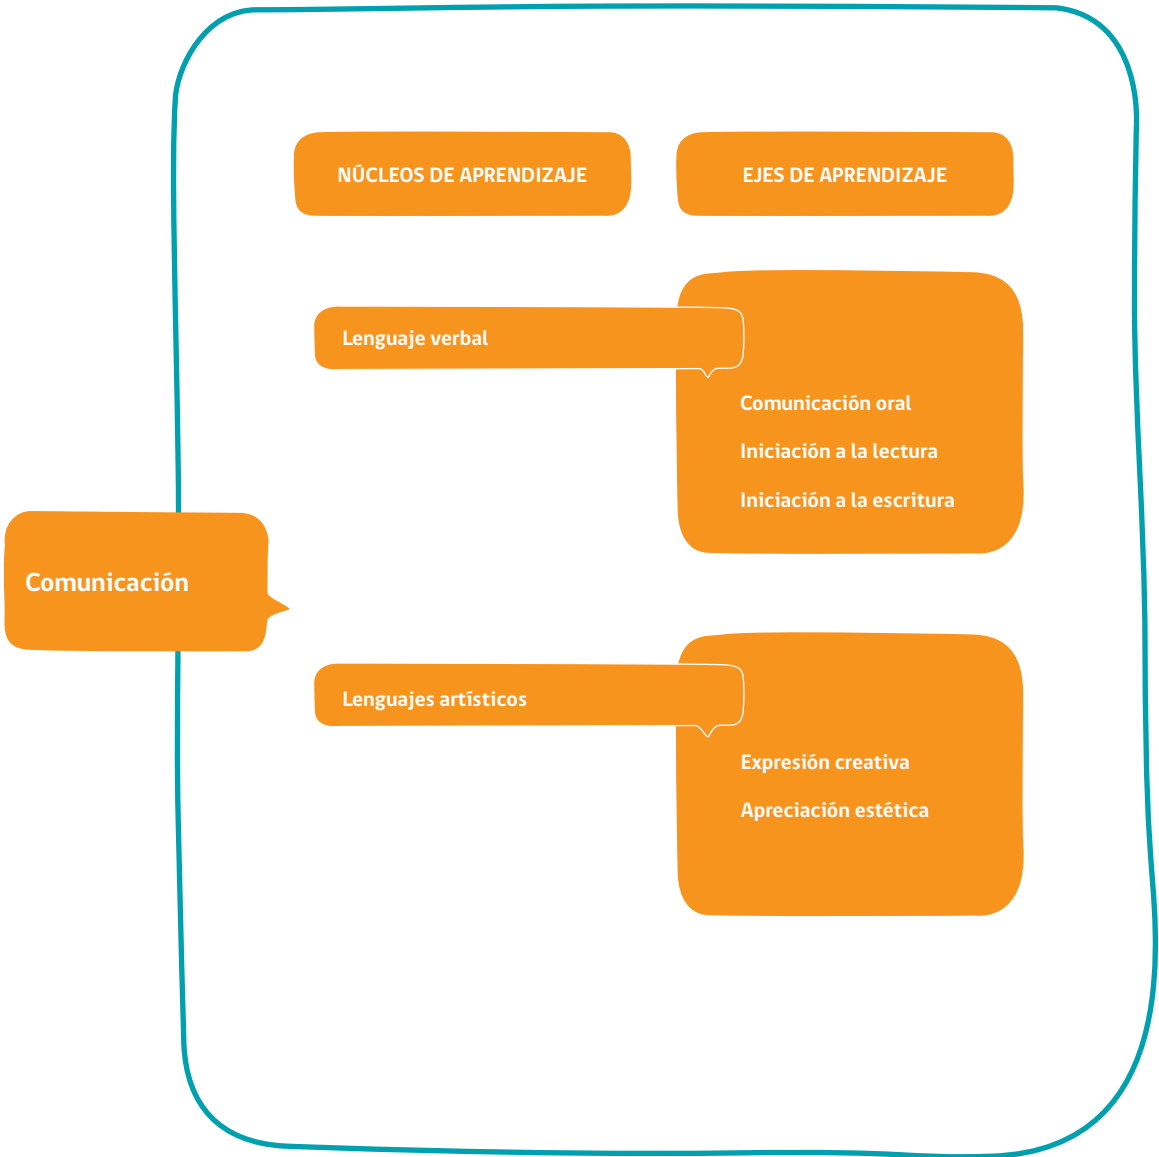 NÚCLEOS DE APRENDIZAJE
EJES DE APRENDIZAJE
Lenguaje verbal
Comunicación oral
Iniciación a la lectura
Iniciación a la escritura
Comunicación
Lenguajes artísticos
Expresión creativa
Apreciación estética